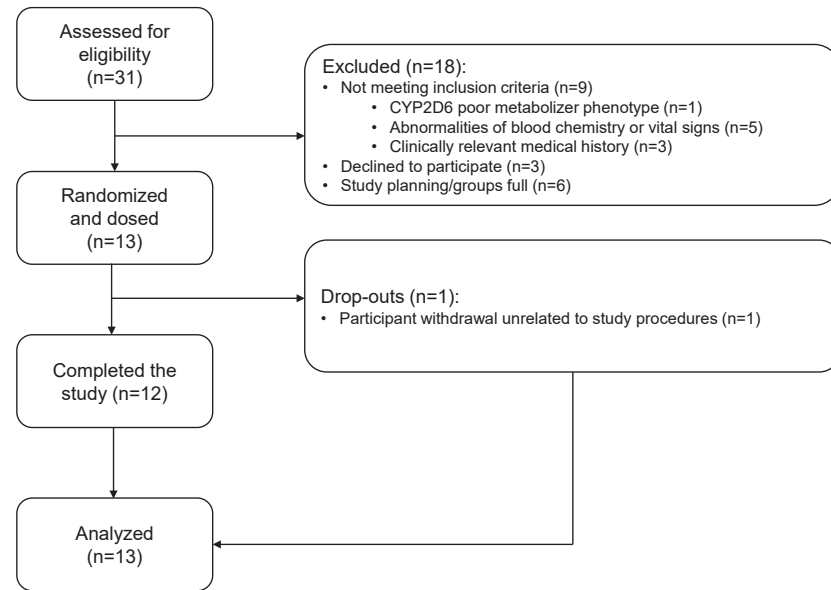 Assessed for
eligibility
(n=31)
Excluded (n=18):
• Not meeting inclusion criteria (n=9)
• CYP2D6 poor metabolizer phenotype (n=1)
• Abnormalities of blood chemistry or vital signs (n=5)
• Clinically relevant medical history (n=3)
• Declined to participate (n=3)
• Study planning/groups full (n=6)
Randomized
and dosed
(n=13)
Drop-outs (n=1):
• Participant withdrawal unrelated to study procedures (n=1)
Completed the
study (n=12)
Analyzed
(n=13)